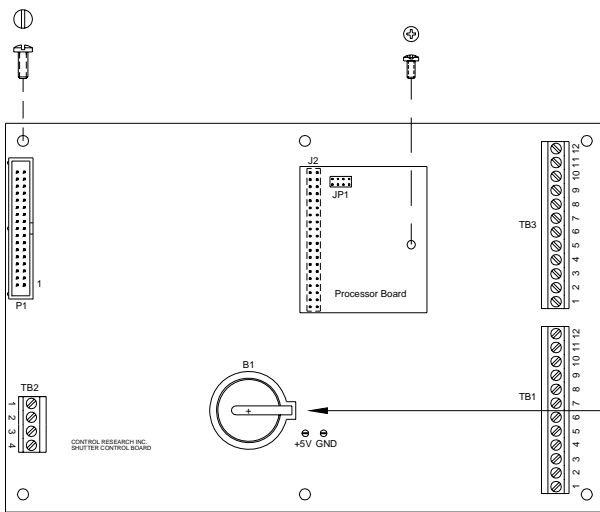 J2
JP1
12
11
10
9
8
7
6
5
4
3
2
1
TB3
Processor Board
1
P1
B1
+
+5V GND
TB2
1
2
3
4
CONTROL RESEARCH INC.
SHUTTER CONTROL BOARD
TB1
12
11
10
9
8
7
6
5
4
3
2
1